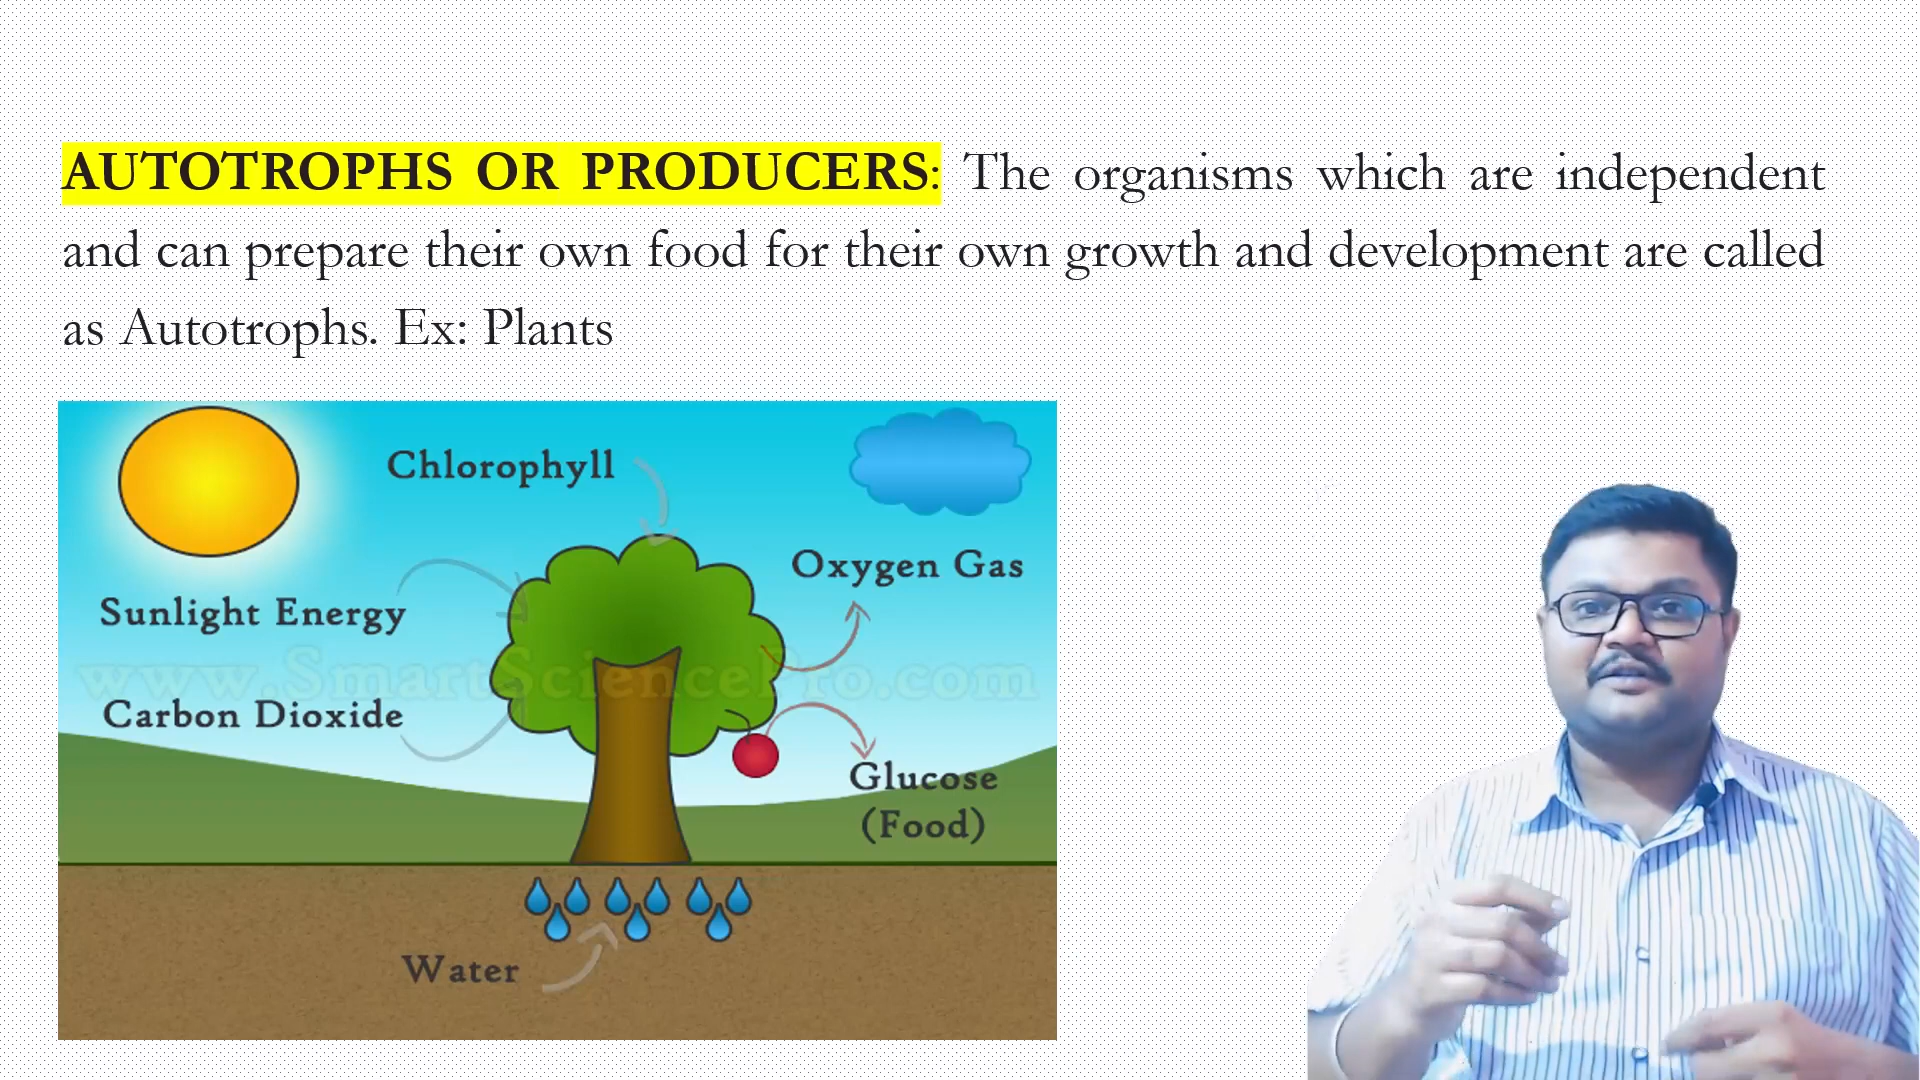 AUTOTROPHS OR PRODUCERS: The organisms which are independent
and can prepare their own food for their own growth and development are called
as Autotrophs. Ex: Plants
Chlorophyll
Oxygen Gas
Sunlight Energy
www.SmartSciencePro.com
Carbon Dioxide
Glucose
(Food)
Water